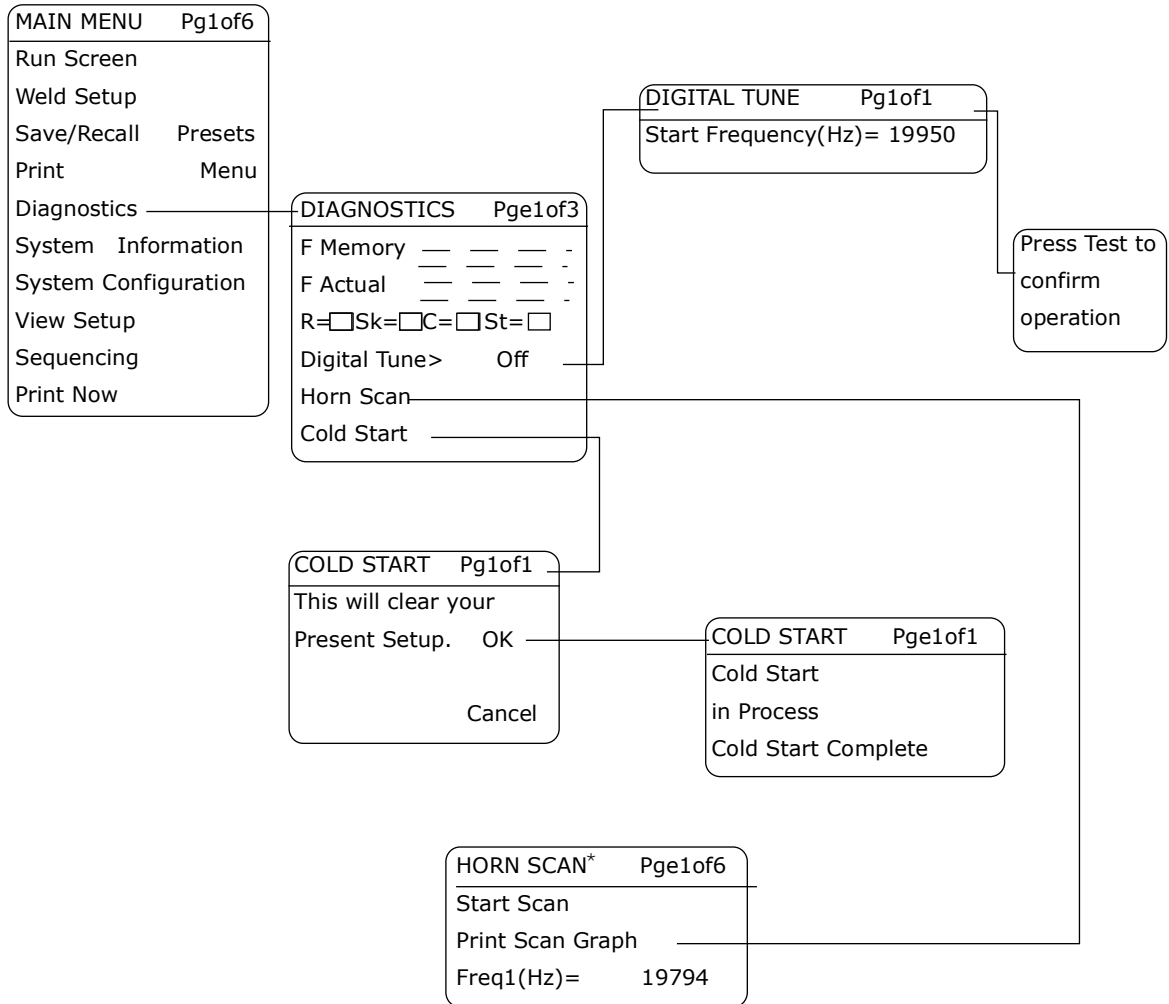 MAIN MENU Pg1of6
Run Screen
Weld Setup
Save/Recall Presets
Print Menu
Diagnostics
System Information
System Configuration
View Setup
Sequencing
Print Now
DIAGNOSTICS Pge1of3
F Memory
F Actual
R= Sk= C= St=
Digital Tune> Off
Horn Scan
Cold Start
DIGITAL TUNE Pg1of1
Start Frequency(Hz)= 19950
Press Test to
confirm
operation
COLD START Pg1of1
This will clear your
Present Setup. OK
Cancel
COLD START Pge1of1
Cold Start
in Process
Cold Start Complete
HORN SCAN* Pge1of6
Start Scan
Print Scan Graph
Freq1(Hz)= 19794